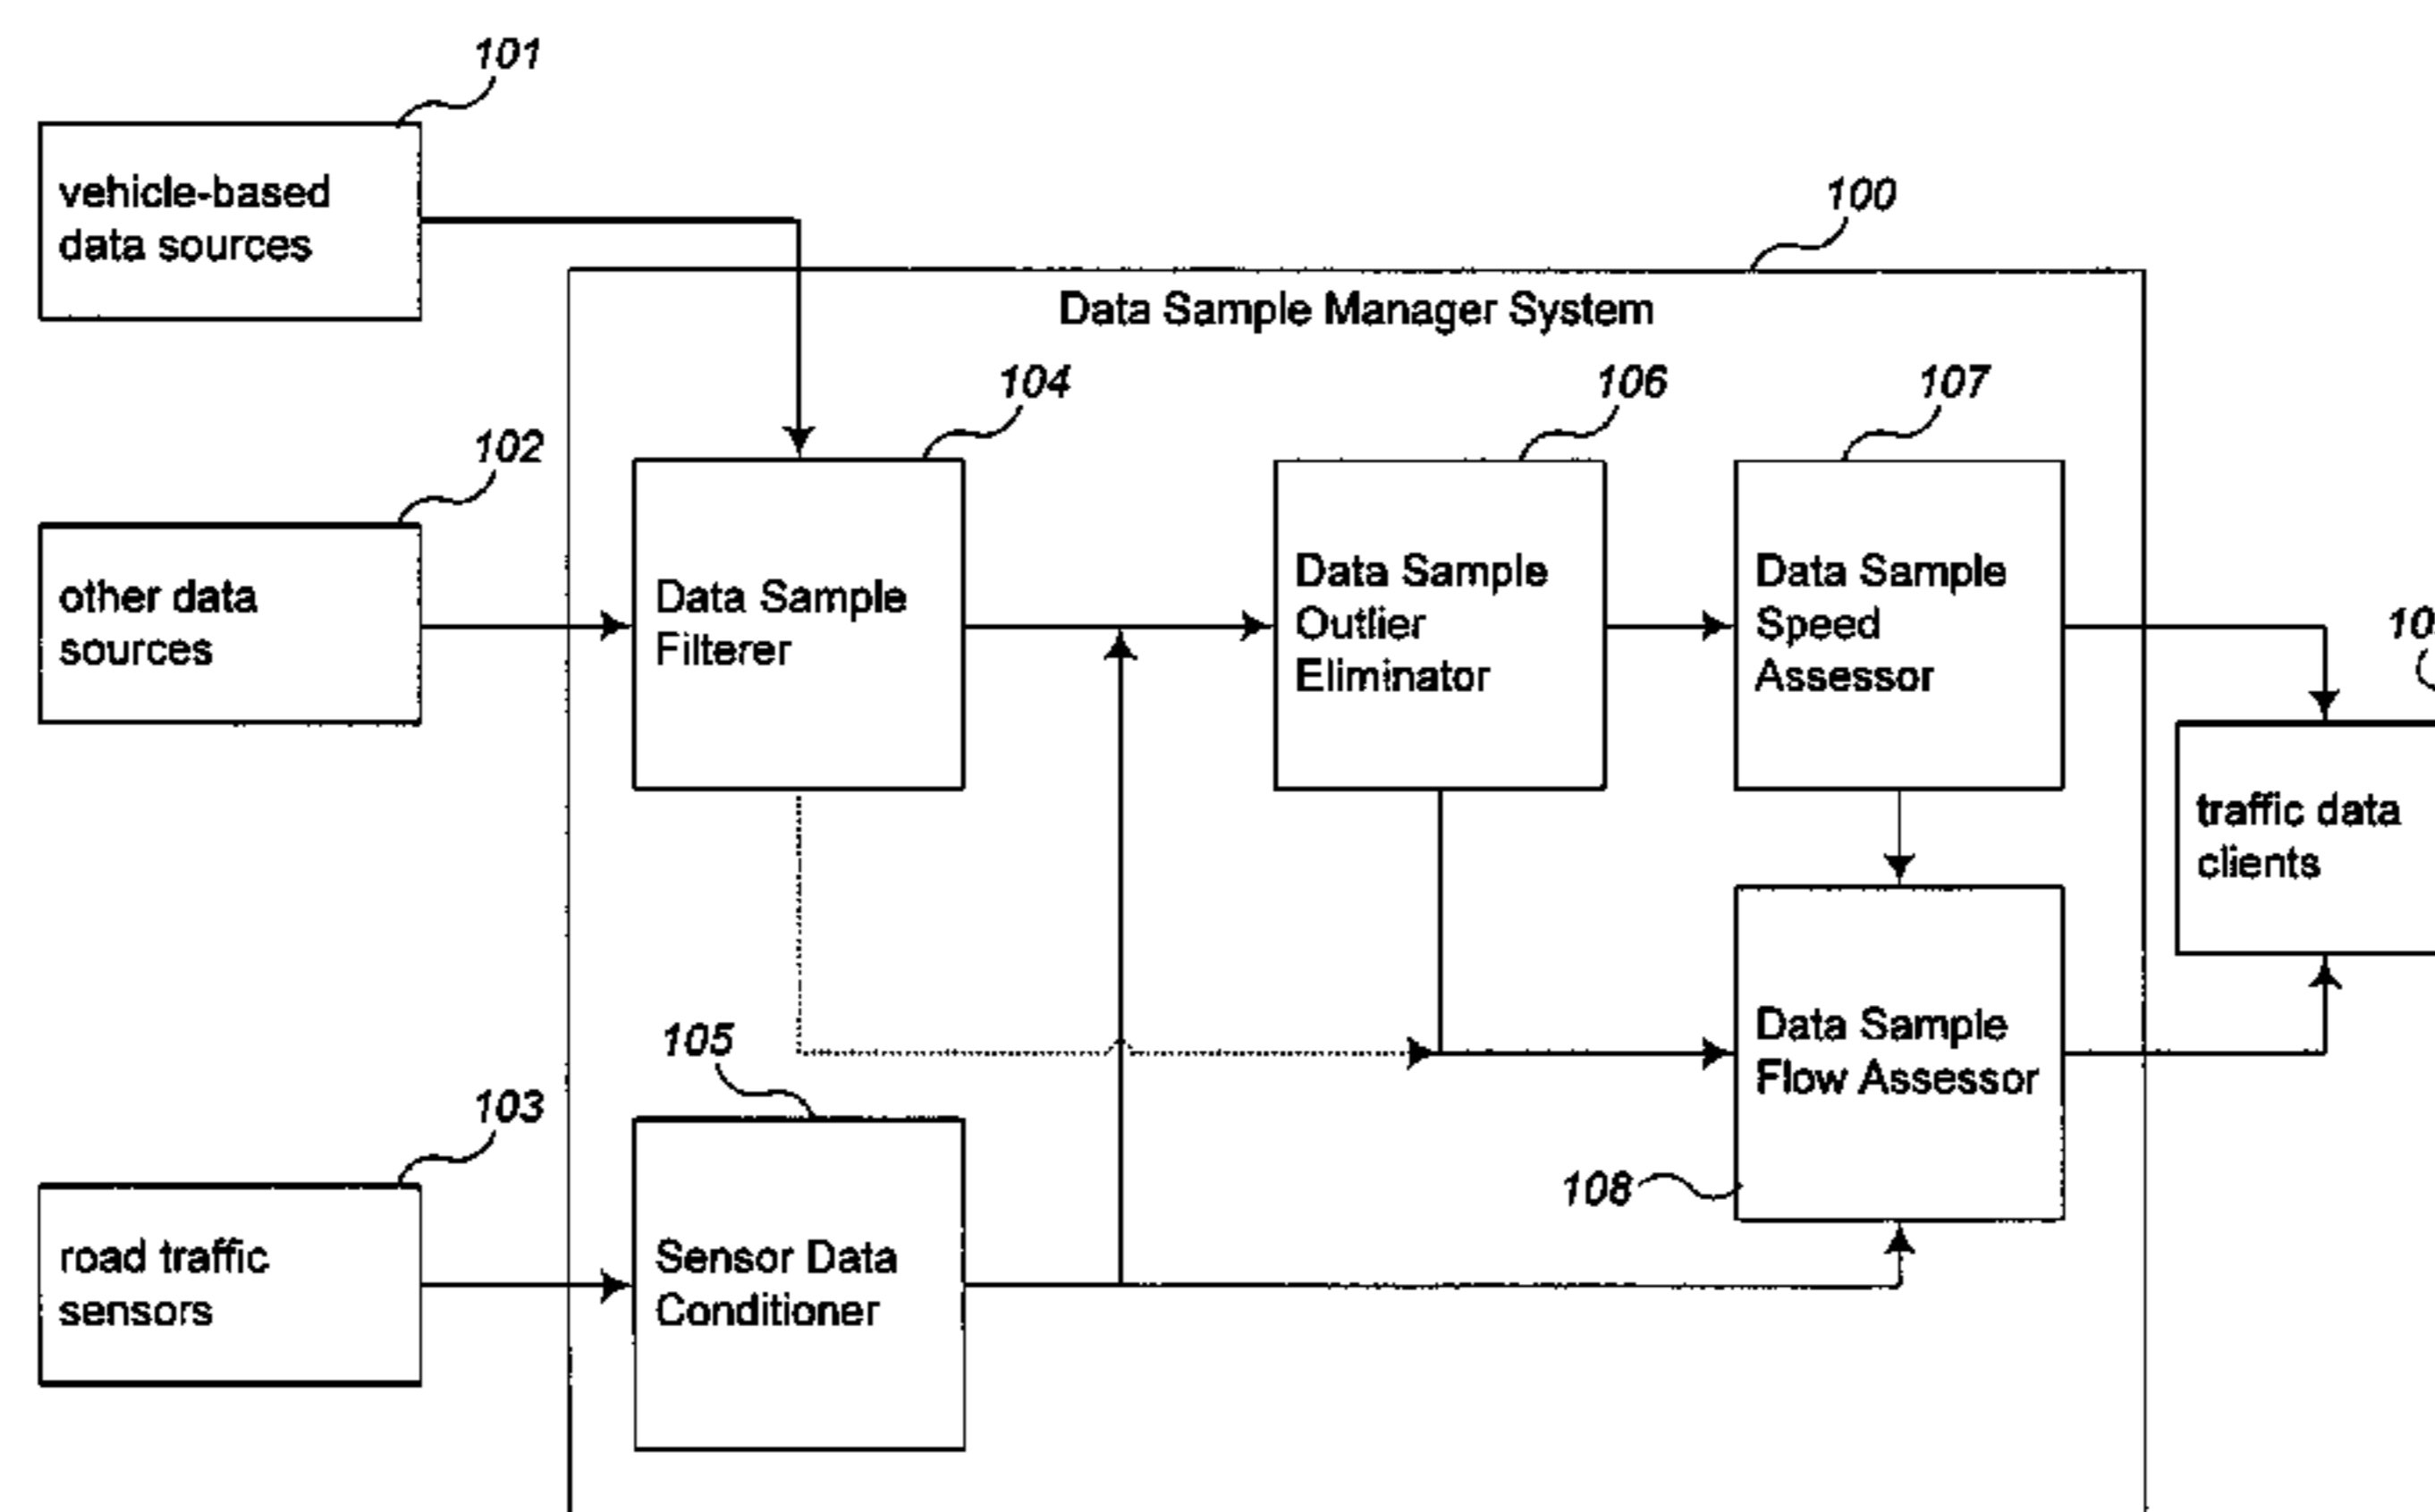 101
vehicle-based
data sources
100
Data Sample Manager System
104
106
107
102
other data
sources
Data Sample
Filterer
Data Sample
Outlier
Eliminator
Data Sample
Speed
Assessor
traffic data
clients
105
103
road traffic
sensors
Sensor Data
Conditioner
Data Sample
Flow Assessor
108